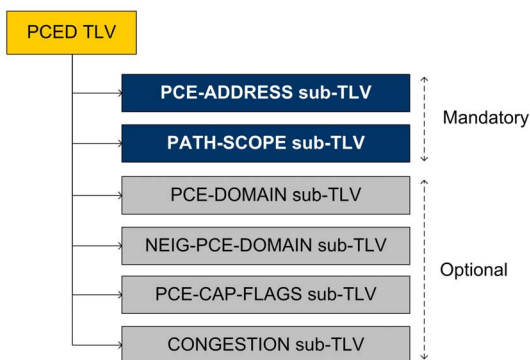 PCED TLV
PCE-ADDRESS sub-TLV
PATH-SCOPE sub-TLV
Mandatory
PCE-DOMAIN sub-TLV
NEIG-PCE-DOMAIN sub-TLV
PCE-CAP-FLAGS sub-TLV
CONGESTION sub-TLV
Optional